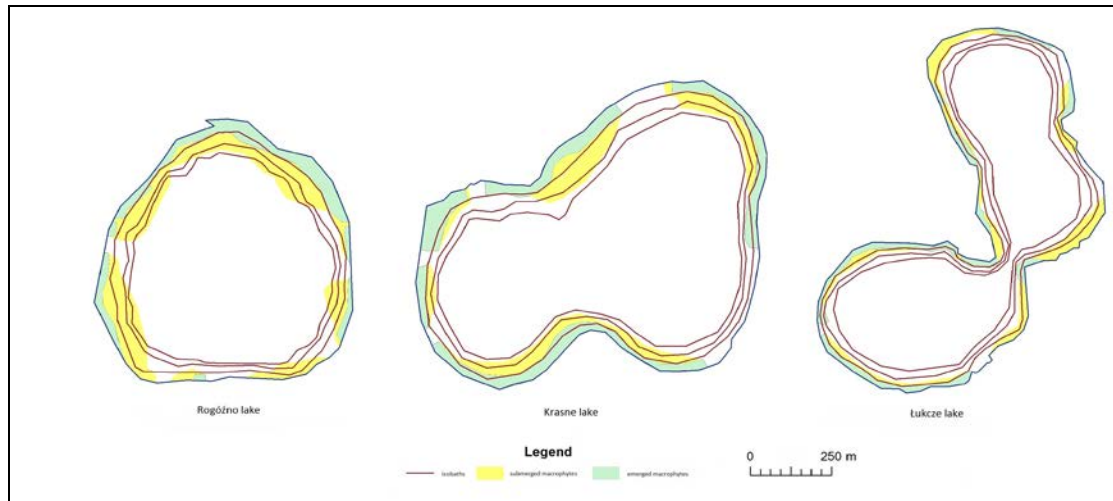 Rogóźno lake
Krasne lake
Łukcze lake
Legend
isobaths submerged macrophytes emerged macrophytes
0 250 m